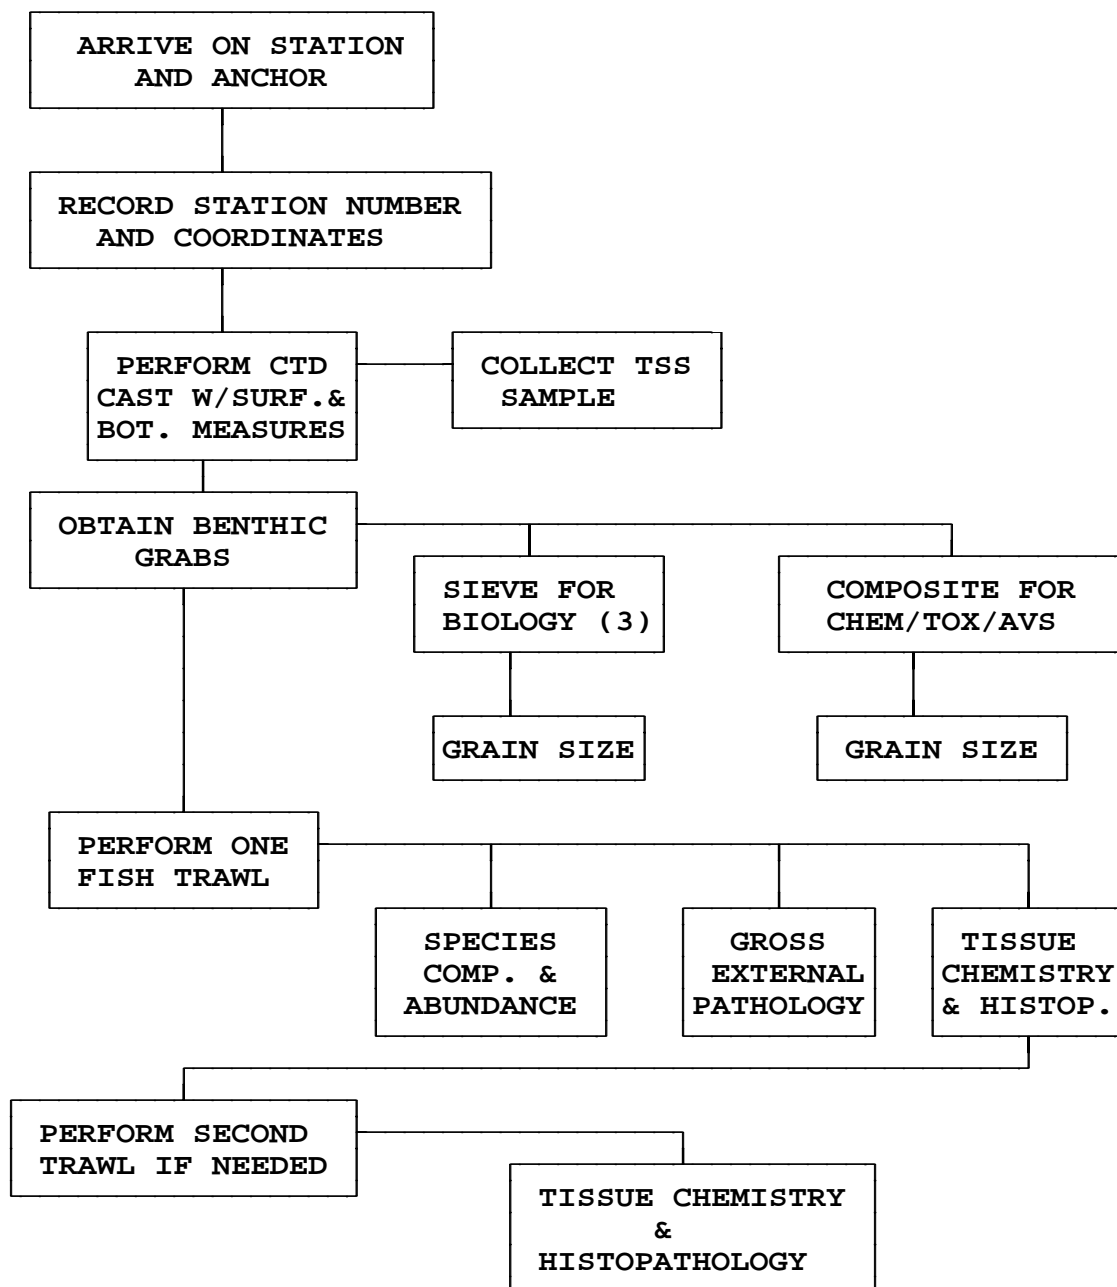 ARRIVE ON STATION
AND ANCHOR
RECORD STATION NUMBER
AND COORDINATES
PERFORM CTD
CAST W/SURF.&
BOT. MEASURES
COLLECT TSS
SAMPLE
OBTAIN BENTHIC
GRABS
SIEVE FOR
BIOLOGY (3)
COMPOSITE FOR
CHEM/TOX/AVS
GRAIN SIZE
GRAIN SIZE
PERFORM ONE
FISH TRAWL
SPECIES
COMP. &
ABUNDANCE
GROSS
EXTERNAL
PATHOLOGY
TISSUE
CHEMISTRY
& HISTOP.
PERFORM SECOND
TRAWL IF NEEDED
TISSUE CHEMISTRY
&
HISTOPATHOLOGY